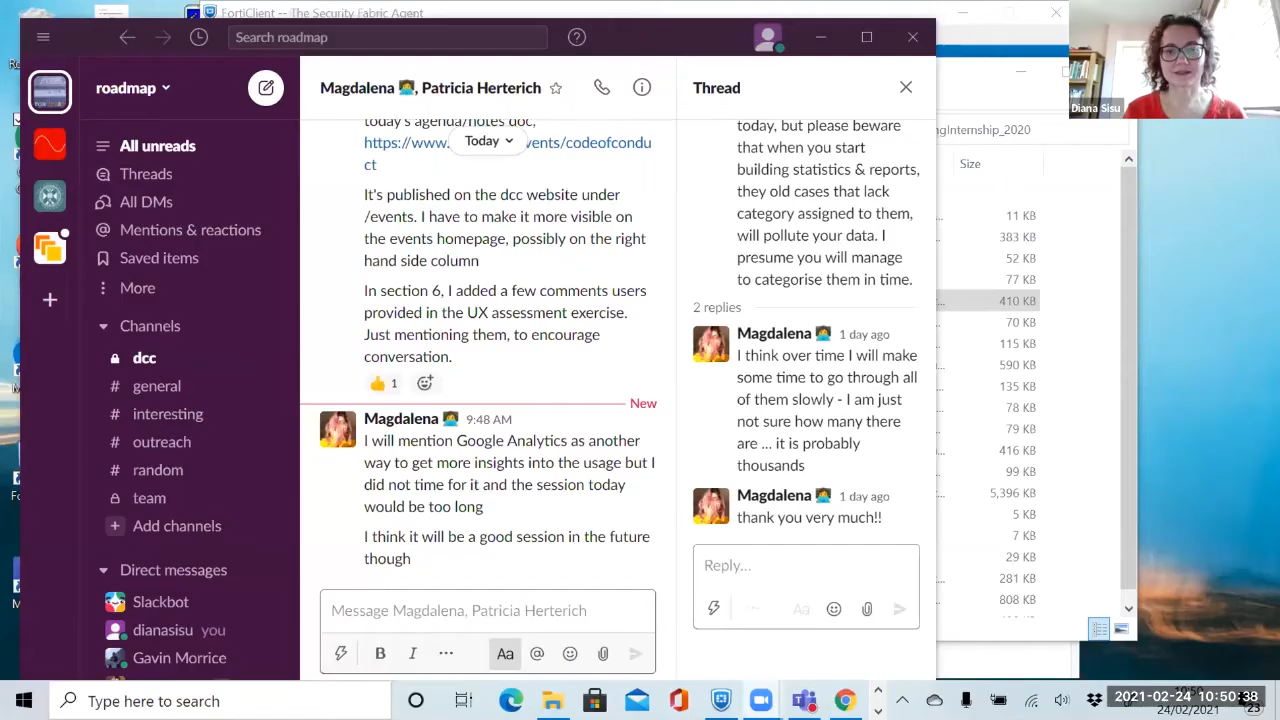 FortiClient - The Security Fabric Agent
Search roadmap
roadmap
All unreads
Threads
All DMs
Mentions & reactions
Saved items
More
Channels
dcc
# general
# interesting
# outreach
# random
team
Add channels
Direct messages
Slackbot
dianasisu you
Gavin Morrice
Magdalena 👩‍💻, Patricia Herterich
today's agenda/notes doc,
Today
https://www. vents/codeofcondu
ct
It's published on the dcc website under
/events. I have to make it more visible on
the events homepage, possibly on the right
hand side column
In section 6, I added a few comments users
provided in the UX assessment exercise.
Just mentioning them, to encourage
conversation.
👍 1
New
Magdalena 👩‍💻 9:48 AM
I will mention Google Analytics as another
way to get more insights into the usage but I
did not time for it and the session today
would be too long
I think it will be a good session in the future
though
Message Magdalena, Patricia Herterich
B I ... Aa @
Thread
today, but please beware
that when you start
building statistics & reports,
they old cases that lack
category assigned to them,
will pollute your data. I
presume you will manage
to categorise them in time.
2 replies
Magdalena 👩‍💻 1 day ago
I think over time I will make
some time to go through all
of them slowly - I am just
not sure how many there
are ... it is probably
thousands
Magdalena 👩‍💻 1 day ago
thank you very much!!
Reply...
Aa
Diana Sisu
ngInternship_2020
Size
11 KB
383 KB
52 KB
77 KB
410 KB
70 KB
115 KB
590 KB
135 KB
78 KB
79 KB
416 KB
99 KB
5,396 KB
5 KB
7 KB
29 KB
281 KB
808 KB
Type here to search
2021-02-24 10:50:38
10:50
24/02/2021
23